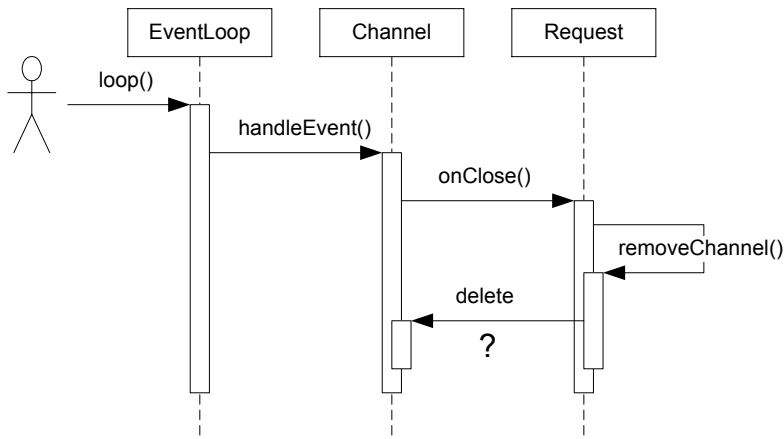 EventLoop
Channel
Request
loop()
handleEvent()
onClose()
removeChannel()
delete
?